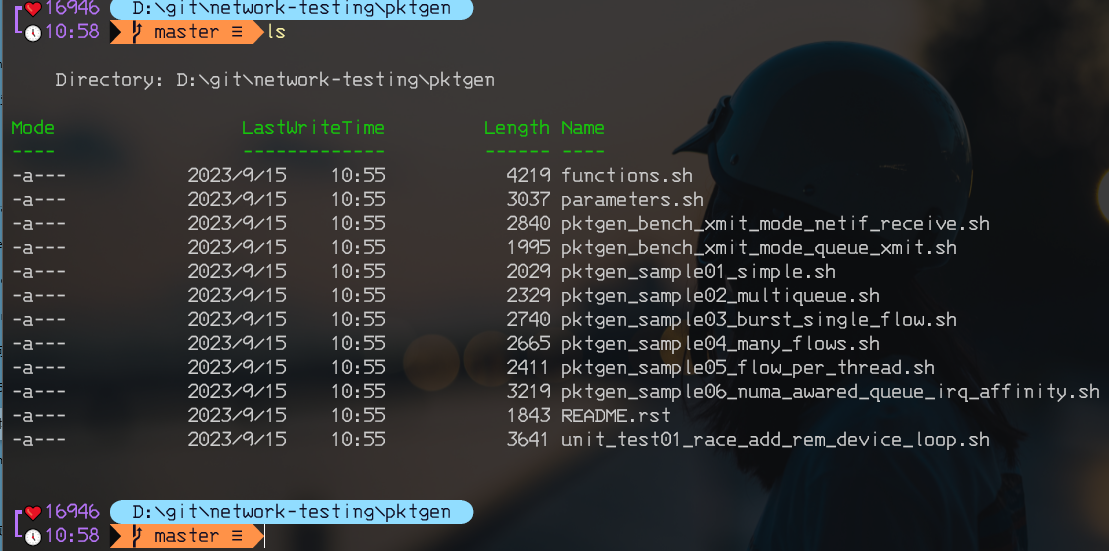 16946 D:\git\network-testing\pktgen
10:58 master ≡ ls
Directory: D:\git\network-testing\pktgen
Mode LastWriteTime Length Name
---- ------------- ------ ----
-a--- 2023/9/15 10:55 4219 functions.sh
-a--- 2023/9/15 10:55 3037 parameters.sh
-a--- 2023/9/15 10:55 2840 pktgen_bench_xmit_mode_netif_receive.sh
-a--- 2023/9/15 10:55 1995 pktgen_bench_xmit_mode_queue_xmit.sh
-a--- 2023/9/15 10:55 2029 pktgen_sample01_simple.sh
-a--- 2023/9/15 10:55 2329 pktgen_sample02_multiqueue.sh
-a--- 2023/9/15 10:55 2740 pktgen_sample03_burst_single_flow.sh
-a--- 2023/9/15 10:55 2665 pktgen_sample04_many_flows.sh
-a--- 2023/9/15 10:55 2411 pktgen_sample05_flow_per_thread.sh
-a--- 2023/9/15 10:55 3219 pktgen_sample06_numa_awared_queue_irq_affinity.sh
-a--- 2023/9/15 10:55 1843 README.rst
-a--- 2023/9/15 10:55 3641 unit_test01_race_add_rem_device_loop.sh
16946 D:\git\network-testing\pktgen
10:58 master ≡